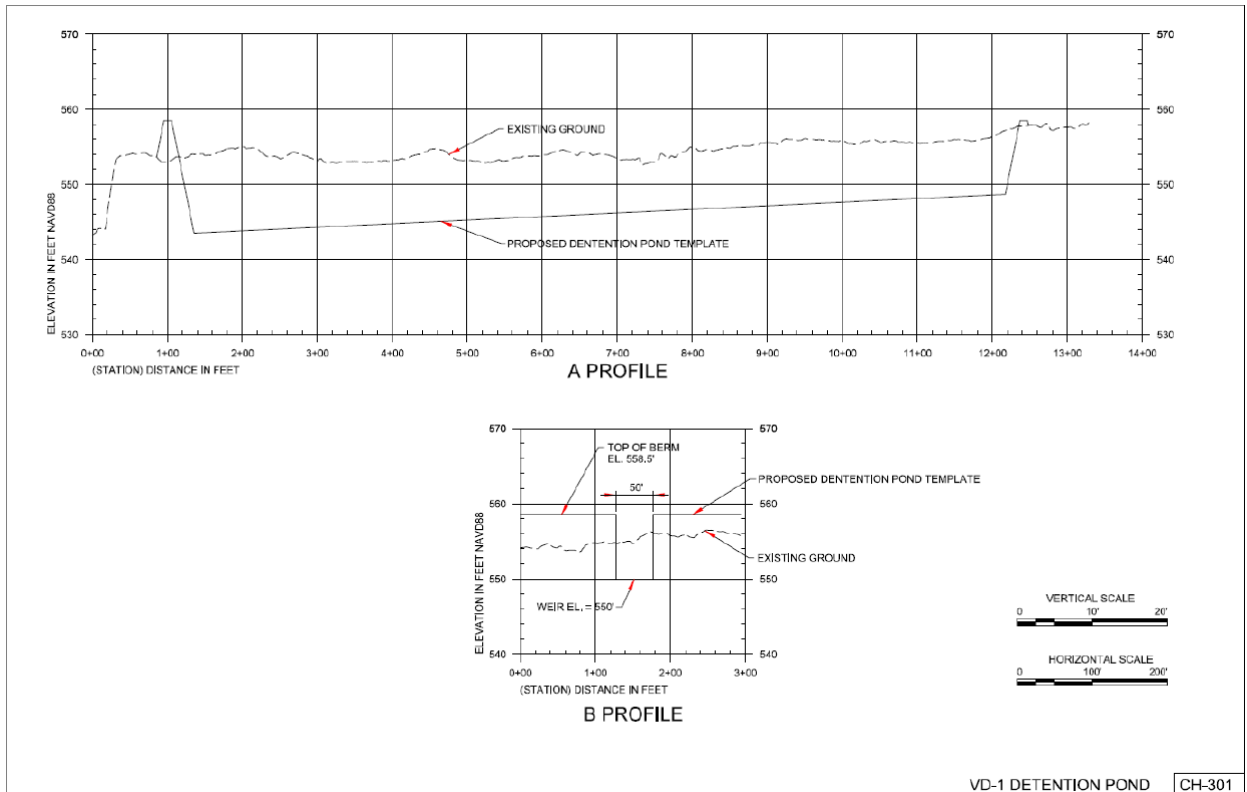 570
560
550
540
530
570
560
550
540
530
ELEVATION IN FEET NAVD88
EXISTING GROUND
PROPOSED DENTENTION POND TEMPLATE
0+00 1+00 2+00 3+00 4+00 5+00 6+00 7+00 8+00 9+00 10+00 11+00 12+00 13+00 14+00
(STATION) DISTANCE IN FEET
A PROFILE
570
560
550
540
570
560
550
540
ELEVATION IN FEET NAVD88
TOP OF BERM
EL. 558.5'
50'
PROPOSED DENTENTION POND TEMPLATE
EXISTING GROUND
WEIR EL. = 550'
0+00 1+00 2+00 3+00
(STATION) DISTANCE IN FEET
B PROFILE
VERTICAL SCALE
0 10' 20'
HORIZONTAL SCALE
0 100' 200'
VD-1 DETENTION POND CH-301